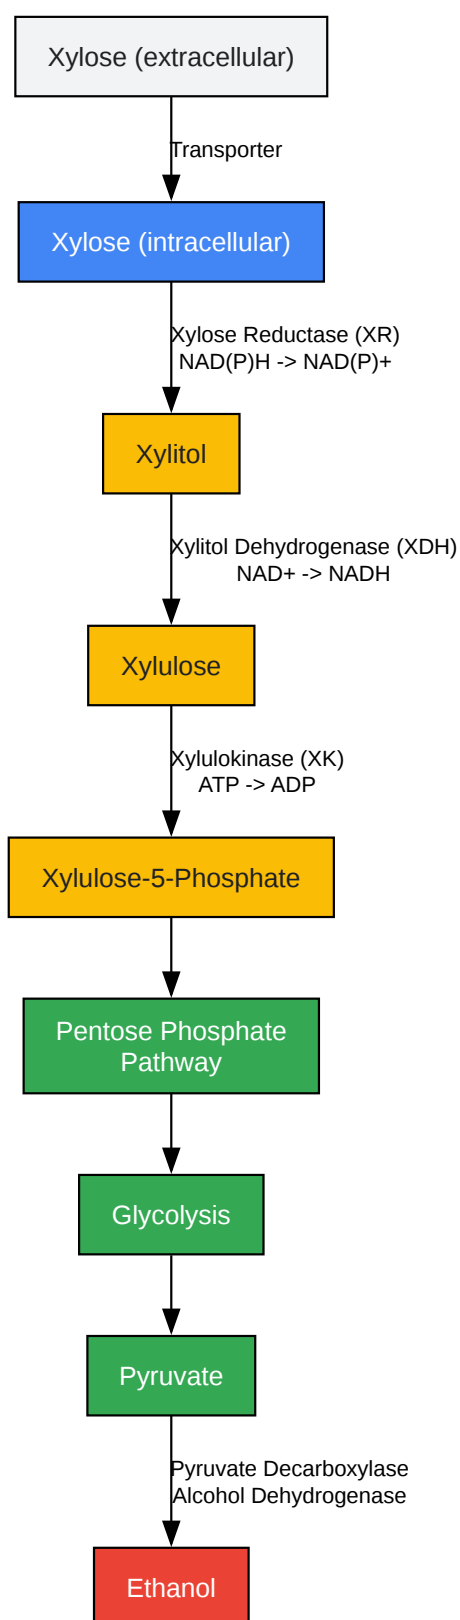 Xylose (extracellular)
Transporter
Xylose (intracellular)
Xylose Reductase (XR)
NAD(P)H -> NAD(P)+
Xylitol
Xylitol Dehydrogenase (XDH)
NAD+ -> NADH
Xylulose
Xylulokinase (XK)
ATP -> ADP
Xylulose-5-Phosphate
Pentose Phosphate
Pathway
Glycolysis
Pyruvate
Pyruvate Decarboxylase
Alcohol Dehydrogenase
Ethanol